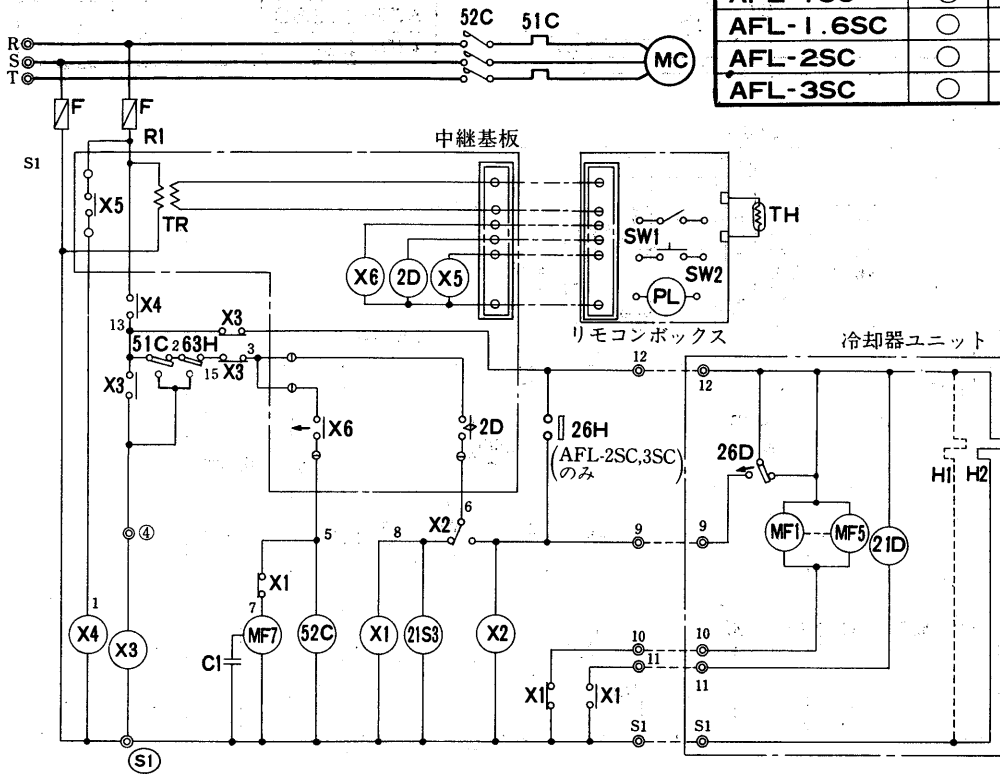 AFL-1.6SC ○
AFL-2SC ○
AFL-3SC ○
52C 51C
R
S
T
MC
F F
R1
S1
中継基板
X5
TR
X6 2D X5
SW1
SW2
PL
TH
リモコンボックス
冷却器ユニット
X4
13
X3
51C 2 63H 15 X3 3
X3
X6
2D
12 12
26H
(AFL-2SC,3SC)
のみ
26D
H1 H2
④
5
X2 6
8
9 9
MF1 MF5 21D
1
X4 X3
X1
7
MF7
C1
52C
X1 21S3 X2
10 10
11 11
X1 X1
S1 S1
S1